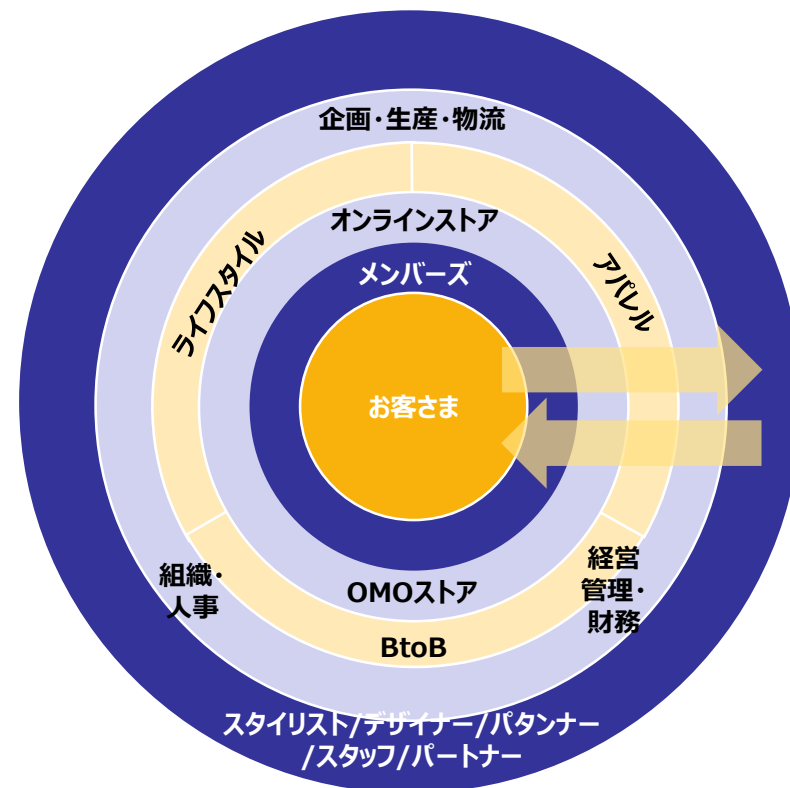 企画・生産・物流
オンラインストア
メンバーズ
ライフスタイル
アパレル
お客さま
組織・
人事
OMOストア
経営
管理・
財務
BtoB
スタイリスト/デザイナー/パタンナー
/スタッフ/パートナー